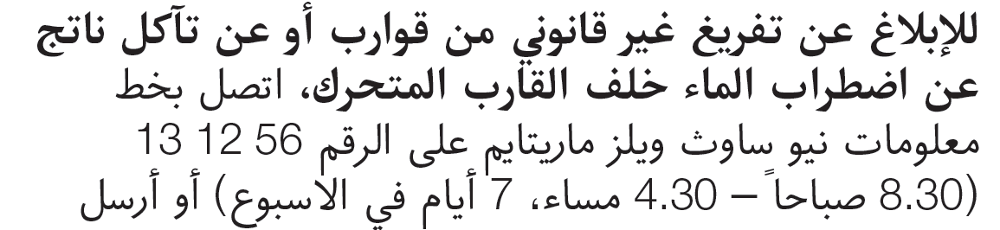 للإبلاغ عن تفريغ غير قانوني من قوارب أو عن تآكل ناتج
عن اضطراب الماء خلف القارب المتحرك، اتصل بخط
معلومات نيو ساوث ويلز ماريتايم على الرقم 56 12 13
(8.30 صباحاً – 4.30 مساء، 7 أيام في الاسبوع) أو أرسل